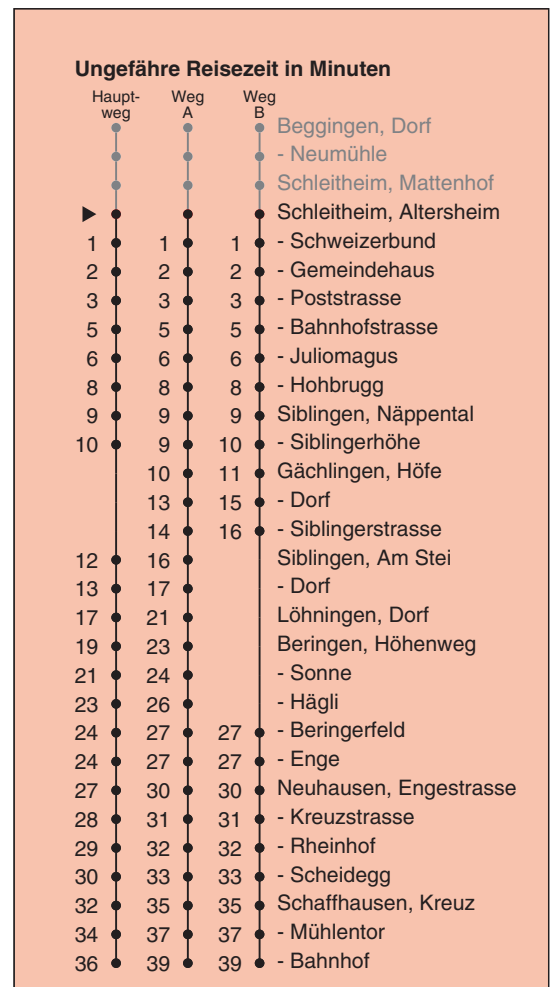 Ungefähre Reisezeit in Minuten
Haupt- Weg Weg
weg A B
Beggingen, Dorf
- Neumühle
Schleitheim, Mattenhof
Schleitheim, Altersheim
1 1 1 - Schweizerbund
2 2 2 - Gemeindehaus
3 3 3 - Poststrasse
5 5 5 - Bahnhofstrasse
6 6 6 - Juliomagus
8 8 8 - Hohbrugg
9 9 9 Siblingen, Näppental
10 9 10 - Siblingerhöhe
10 11 Gächlingen, Höfe
13 15 - Dorf
14 16 - Siblingerstrasse
12 16 Siblingen, Am Stei
13 17 - Dorf
17 21 Löhningen, Dorf
19 23 Beringen, Höhenweg
21 24 - Sonne
23 26 - Hägli
24 27 27 - Beringerfeld
24 27 27 - Enge
27 30 30 Neuhausen, Engestrasse
28 31 31 - Kreuzstrasse
29 32 32 - Rheinhof
30 33 33 - Scheidegg
32 35 35 Schaffhausen, Kreuz
34 37 37 - Mühlentor
36 39 39 - Bahnhof